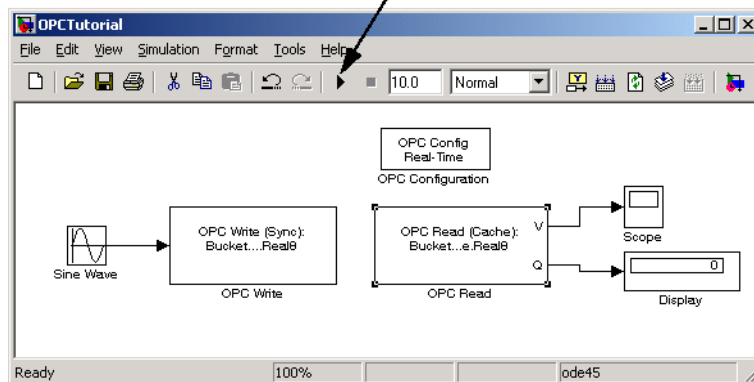 OPCTutorial
File Edit View Simulation Format Tools Help
10.0 Normal
OPC Config
Real-Time
OPC Configuration
OPC Write (Sync):
Bucket....Real8
OPC Write
OPC Read (Cache):
Bucket...e.Real8
V
Q
OPC Read
Sine Wave
Scope
0
Display
Ready 100% ode45